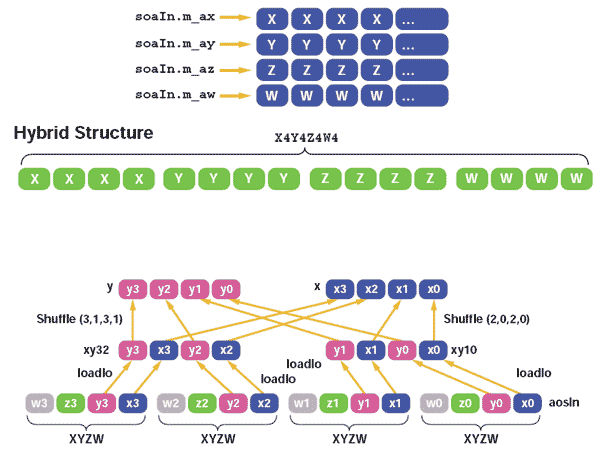 soaIn.m_ax X X X X ...
soaIn.m_ay Y Y Y Y ...
soaIn.m_az Z Z Z Z ...
soaIn.m_aw W W W W ...
Hybrid Structure
X4Y4Z4W4
X X X X Y Y Y Y Z Z Z Z W W W W
y y3 y2 y1 y0 x x3 x2 x1 x0
Shuffle (3,1,3,1) Shuffle (2,0,2,0)
xy32 y3 x3 y2 x2 y1 x1 y0 x0 xy10
loadlo loadlo loadlo loadlo
w3 z3 y3 x3 w2 z2 y2 x2 w1 z1 y1 x1 w0 z0 y0 x0 aosIn
XYZW XYZW XYZW XYZW